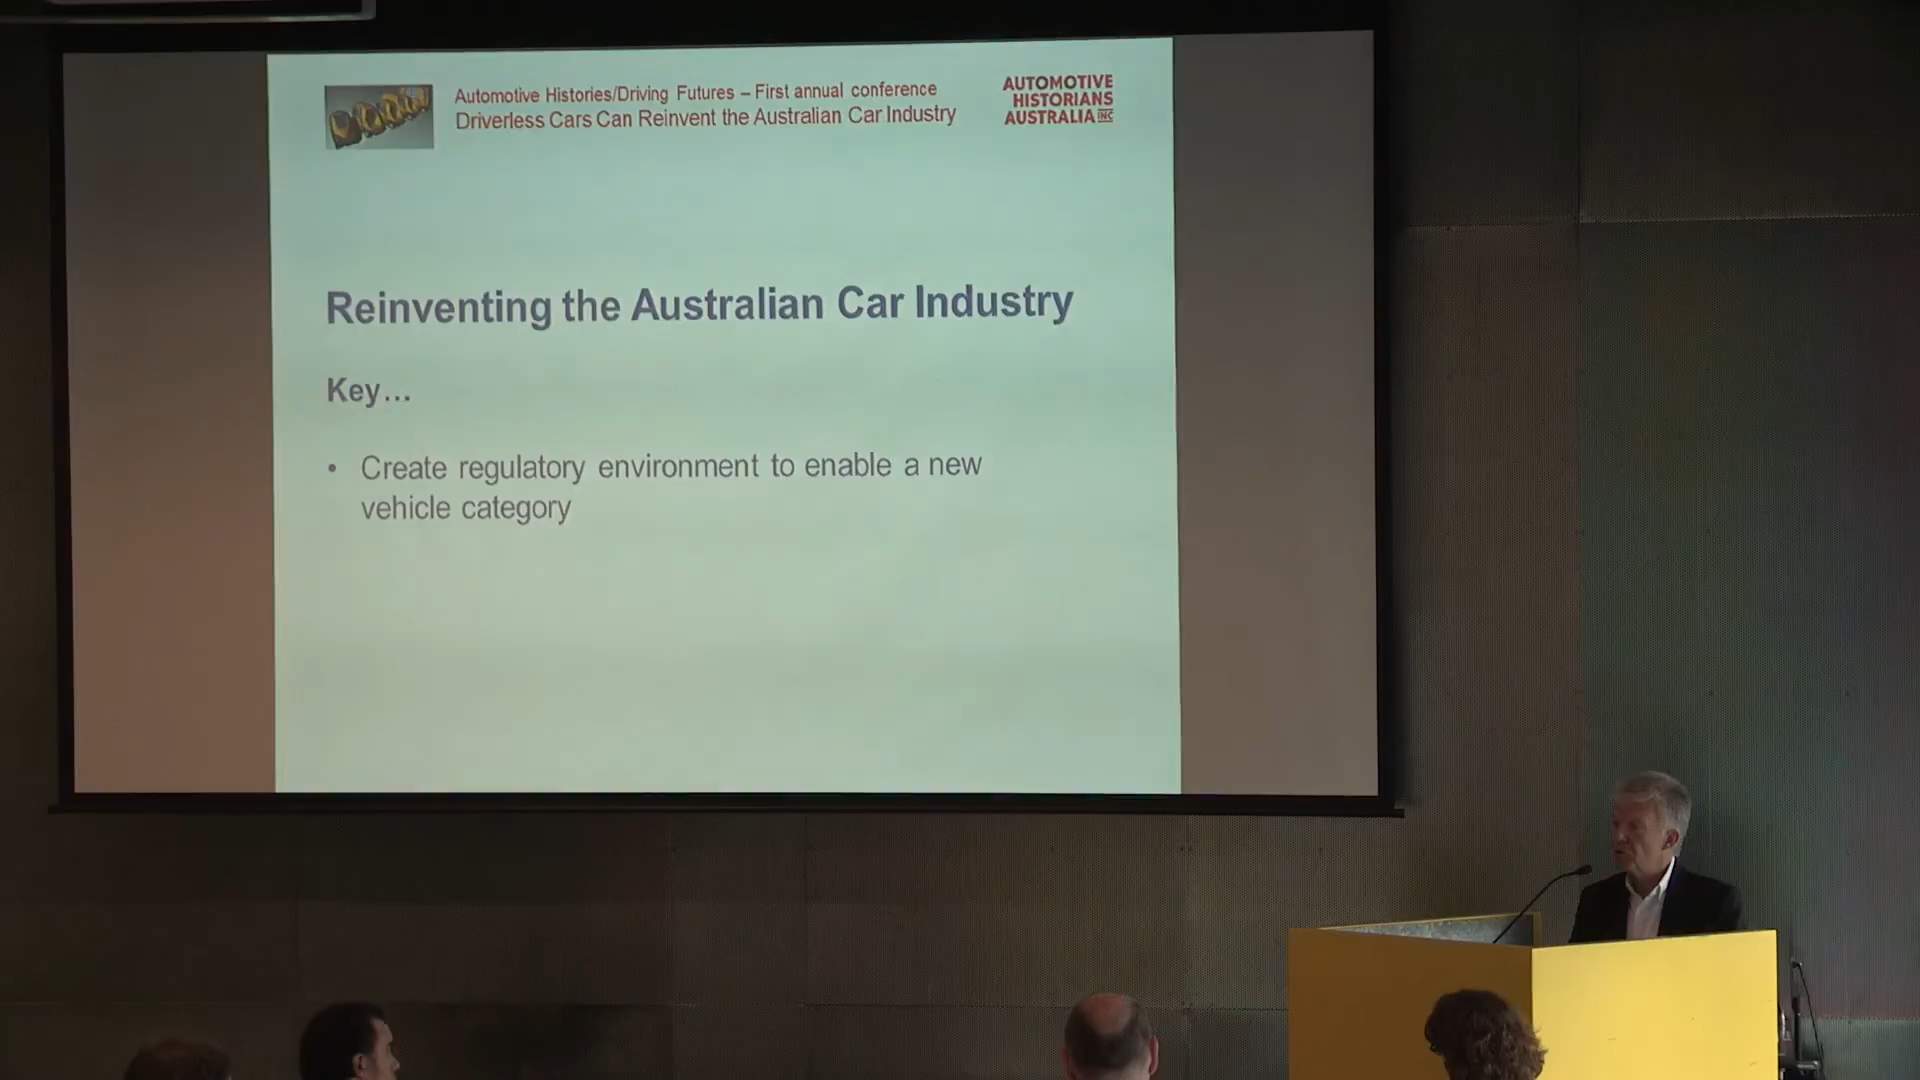 Automotive Histories/Driving Futures – First annual conference
Driverless Cars Can Reinvent the Australian Car Industry
AUTOMOTIVE
HISTORIANS
AUSTRALIA INC
Reinventing the Australian Car Industry
Key...
• Create regulatory environment to enable a new
vehicle category